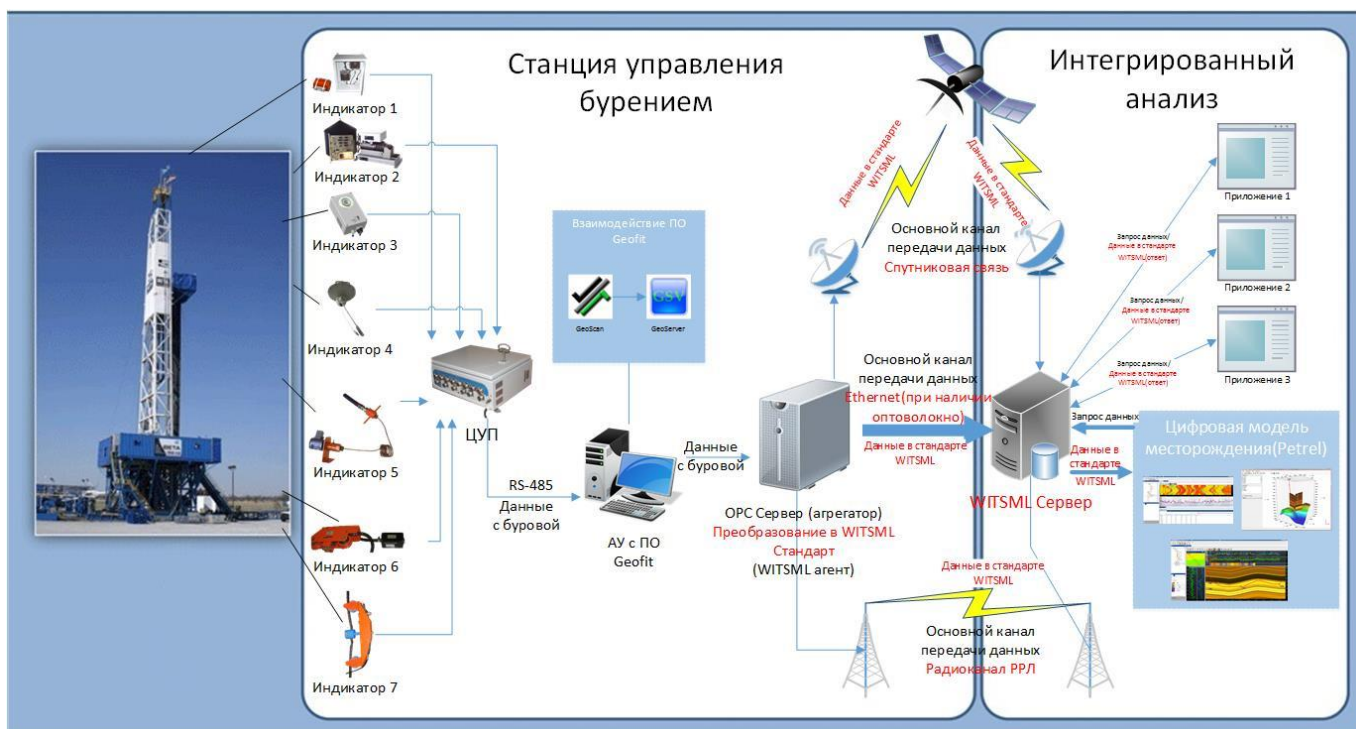 Станция управления
бурением
Интегрированный
анализ
Индикатор 1
Индикатор 2
Индикатор 3
Индикатор 4
Индикатор 5
Индикатор 6
Индикатор 7
ЦУП
RS-485
Данные
с буровой
Взаимодействие ПО
Geofit
GSV
GeoScan
GeoServer
АУ с ПО
Geofit
Данные
с буровой
ОРС Сервер (агрегатор)
Преобразование в WITSML
Стандарт
(WITSML агент)
Данные в стандарте
WITSML
Данные в стандарте
WITSML
Основной канал
передачи данных
Спутниковая связь
Основной канал
передачи данных
Ethernet(при наличии
оптоволокно)
Данные в стандарте
WITSML
Данные в стандарте
WITSML
Основной канал
передачи данных
Радиоканал РРЛ
WITSML Сервер
Приложение 1
Запрос данных/
Данные в стандарте
WITSML(ответ)
Приложение 2
Запрос данных/
Данные в стандарте
WITSML(ответ)
Приложение 3
Запрос данных/
Данные в стандарте
WITSML(ответ)
Запрос данных
Данные в
стандарте
WITSML
Цифровая модель
месторождения(Petrel)